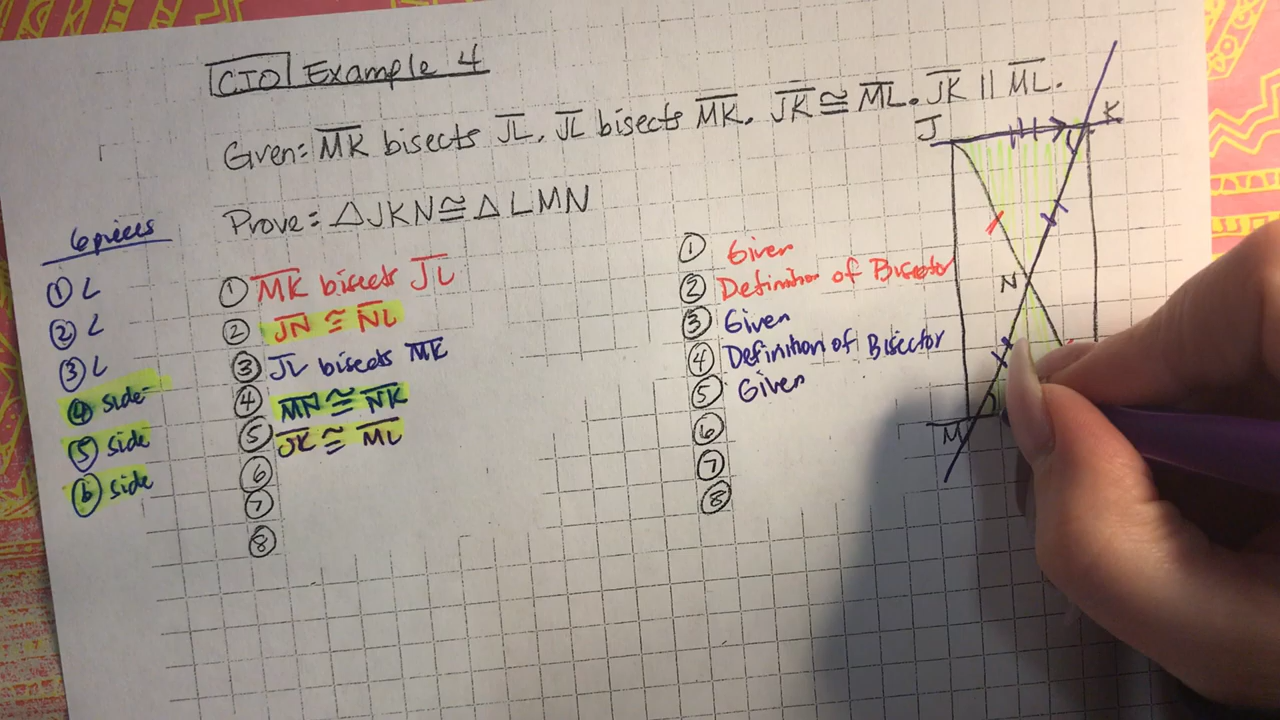 CIO Example 4
Given: MK bisects JL. JL bisects MK. JK ≅ ML. JK || ML.
Prove: △JKN ≅ △LMN
6 pieces
① L
② L
③ L
④ side
⑤ side
⑥ side
① MK bisects JL
② JN ≅ NL
③ JL bisects MK
④ MN ≅ NK
⑤ JK ≅ ML
⑥
⑦
⑧
① Given
② Definition of Bisector
③ Given
④ Definition of Bisector
⑤ Given
⑥
⑦
⑧
J
K
N
M